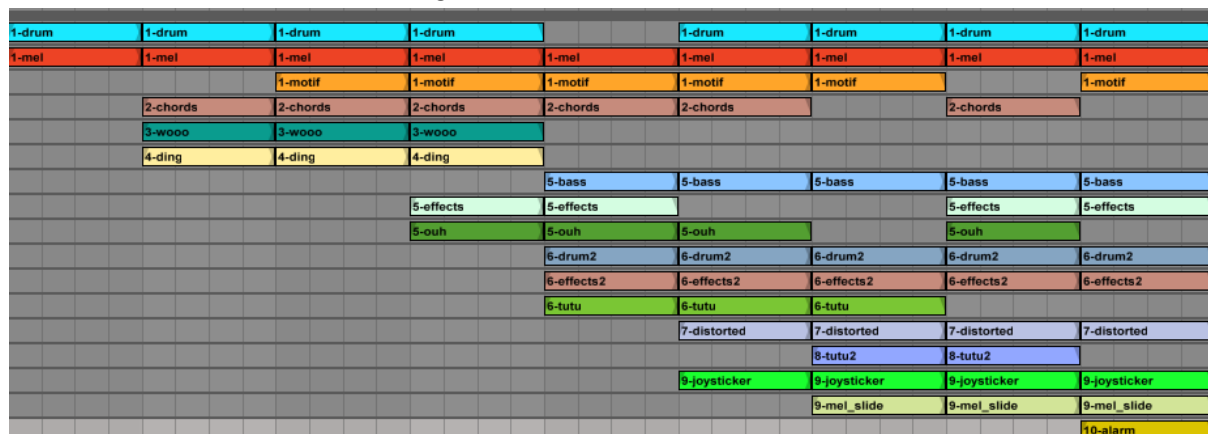 1-drum 1-drum 1-drum 1-drum 1-drum 1-drum 1-drum 1-drum
1-mel 1-mel 1-mel 1-mel 1-mel 1-mel 1-mel 1-mel 1-mel
1-motif 1-motif 1-motif 1-motif 1-motif 1-motif
2-chords 2-chords 2-chords 2-chords 2-chords 2-chords
3-wooo 3-wooo 3-wooo
4-ding 4-ding 4-ding
5-bass 5-bass 5-bass 5-bass 5-bass
5-effects 5-effects 5-effects 5-effects
5-ouh 5-ouh 5-ouh 5-ouh
6-drum2 6-drum2 6-drum2 6-drum2 6-drum2
6-effects2 6-effects2 6-effects2 6-effects2 6-effects2
6-tutu 6-tutu 6-tutu
7-distorted 7-distorted 7-distorted 7-distorted
8-tutu2 8-tutu2
9-joysticker 9-joysticker 9-joysticker 9-joysticker
9-mel_slide 9-mel_slide 9-mel_slide
10-alarm